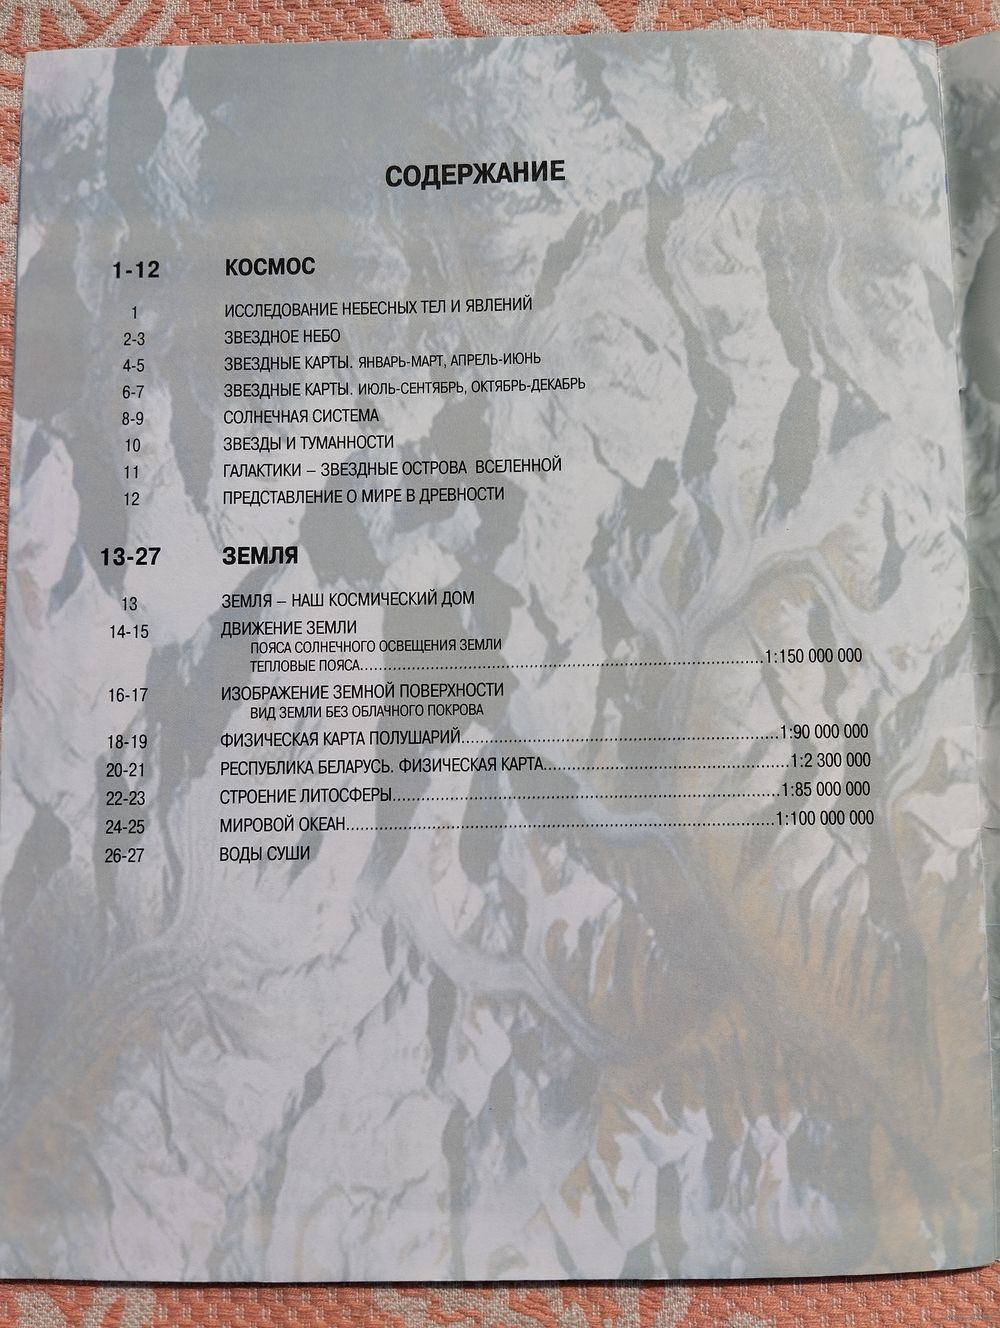 СОДЕРЖАНИЕ
1-12 КОСМОС
1 ИССЛЕДОВАНИЕ НЕБЕСНЫХ ТЕЛ И ЯВЛЕНИЙ
2-3 ЗВЕЗДНОЕ НЕБО
4-5 ЗВЕЗДНЫЕ КАРТЫ. ЯНВАРЬ-МАРТ, АПРЕЛЬ-ИЮНЬ
6-7 ЗВЕЗДНЫЕ КАРТЫ. ИЮЛЬ-СЕНТЯБРЬ, ОКТЯБРЬ-ДЕКАБРЬ
8-9 СОЛНЕЧНАЯ СИСТЕМА
10 ЗВЕЗДЫ И ТУМАННОСТИ
11 ГАЛАКТИКИ – ЗВЕЗДНЫЕ ОСТРОВА ВСЕЛЕННОЙ
12 ПРЕДСТАВЛЕНИЕ О МИРЕ В ДРЕВНОСТИ
13-27 ЗЕМЛЯ
13 ЗЕМЛЯ – НАШ КОСМИЧЕСКИЙ ДОМ
14-15 ДВИЖЕНИЕ ЗЕМЛИ
ПОЯСА СОЛНЕЧНОГО ОСВЕЩЕНИЯ ЗЕМЛИ
ТЕПЛОВЫЕ ПОЯСА........................1:150 000 000
16-17 ИЗОБРАЖЕНИЕ ЗЕМНОЙ ПОВЕРХНОСТИ
ВИД ЗЕМЛИ БЕЗ ОБЛАЧНОГО ПОКРОВА
18-19 ФИЗИЧЕСКАЯ КАРТА ПОЛУШАРИЙ........................1:90 000 000
20-21 РЕСПУБЛИКА БЕЛАРУСЬ. ФИЗИЧЕСКАЯ КАРТА........................1:2 300 000
22-23 СТРОЕНИЕ ЛИТОСФЕРЫ........................1:85 000 000
24-25 МИРОВОЙ ОКЕАН........................1:100 000 000
26-27 ВОДЫ СУШИ